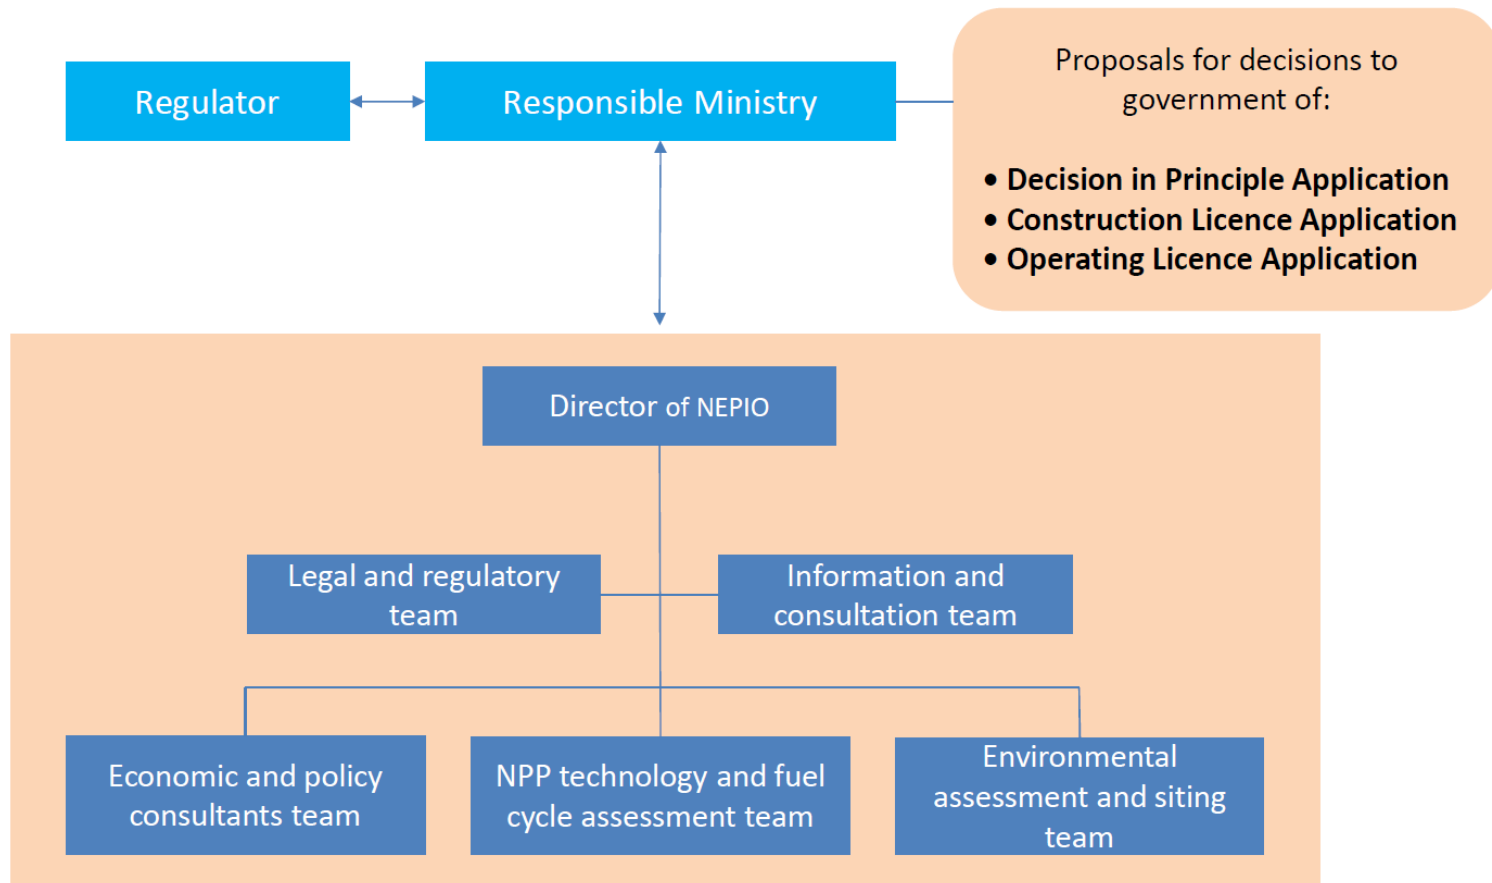 Regulator
Responsible Ministry
Proposals for decisions to
government of:
• Decision in Principle Application
• Construction Licence Application
• Operating Licence Application
Director of NEPIO
Legal and regulatory
team
Information and
consultation team
Economic and policy
consultants team
NPP technology and fuel
cycle assessment team
Environmental
assessment and siting
team